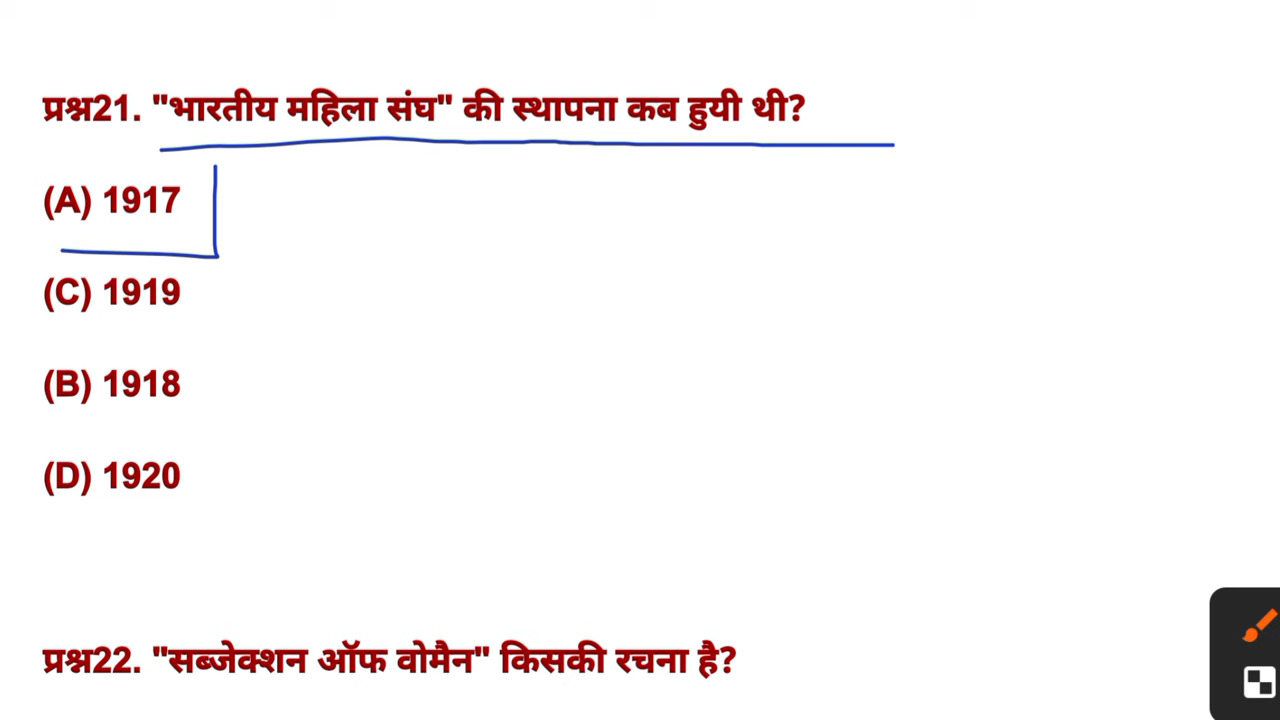 प्रश्न21. "भारतीय महिला संघ" की स्थापना कब हुयी थी?
(A) 1917
(C) 1919
(B) 1918
(D) 1920
प्रश्न22. "सब्जेक्शन ऑफ वोमैन" किसकी रचना है?